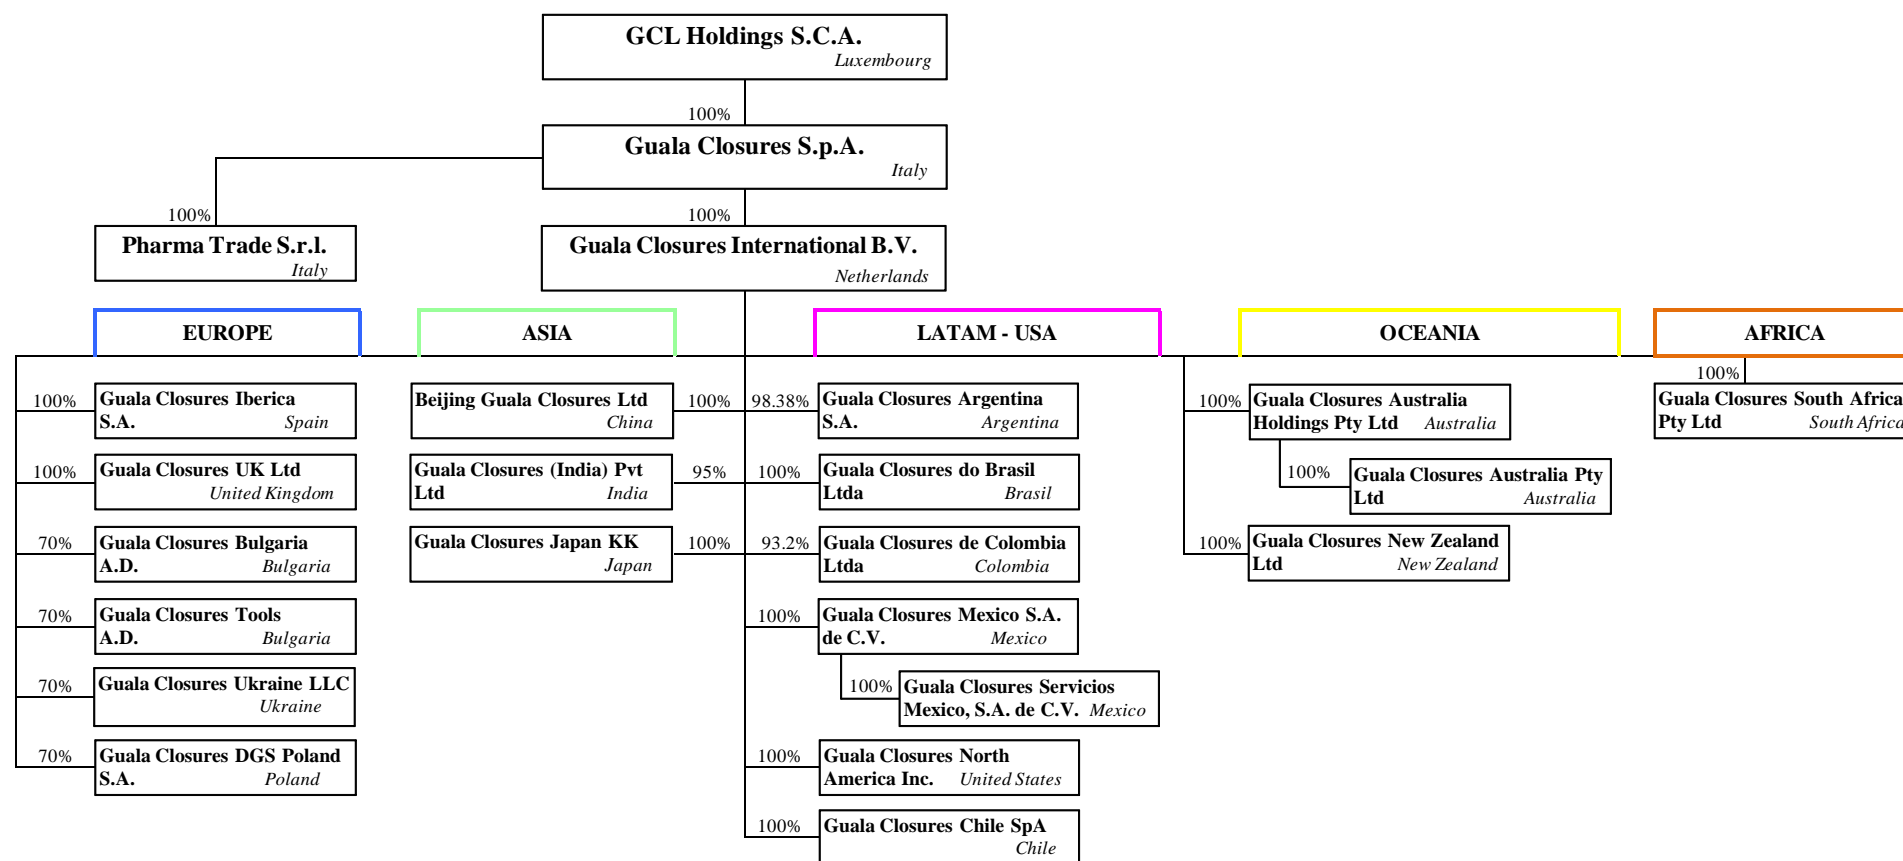 GCL Holdings S.C.A.
Luxembourg
100%
Guala Closures S.p.A.
Italy
100%
100%
Pharma Trade S.r.l.
Italy
Guala Closures International B.V.
Netherlands
EUROPE
ASIA
LATAM - USA
OCEANIA
AFRICA
100%
Guala Closures Iberica
S.A. Spain
100%
Guala Closures UK Ltd
United Kingdom
70%
Guala Closures Bulgaria
A.D. Bulgaria
70%
Guala Closures Tools
A.D. Bulgaria
70%
Guala Closures Ukraine LLC
Ukraine
70%
Guala Closures DGS Poland
S.A. Poland
Beijing Guala Closures Ltd
China
100%
Guala Closures (India) Pvt
Ltd India
95%
Guala Closures Japan KK
Japan
100%
98.38%
Guala Closures Argentina
S.A. Argentina
100%
Guala Closures do Brasil
Ltda Brasil
93.2%
Guala Closures de Colombia
Ltda Colombia
100%
Guala Closures Mexico S.A.
de C.V. Mexico
100%
Guala Closures Servicios
Mexico, S.A. de C.V. Mexico
100%
Guala Closures North
America Inc. United States
100%
Guala Closures Chile SpA
Chile
100%
Guala Closures Australia
Holdings Pty Ltd Australia
100%
Guala Closures Australia Pty
Ltd Australia
100%
Guala Closures New Zealand
Ltd New Zealand
100%
Guala Closures South Africa
Pty Ltd South Africa